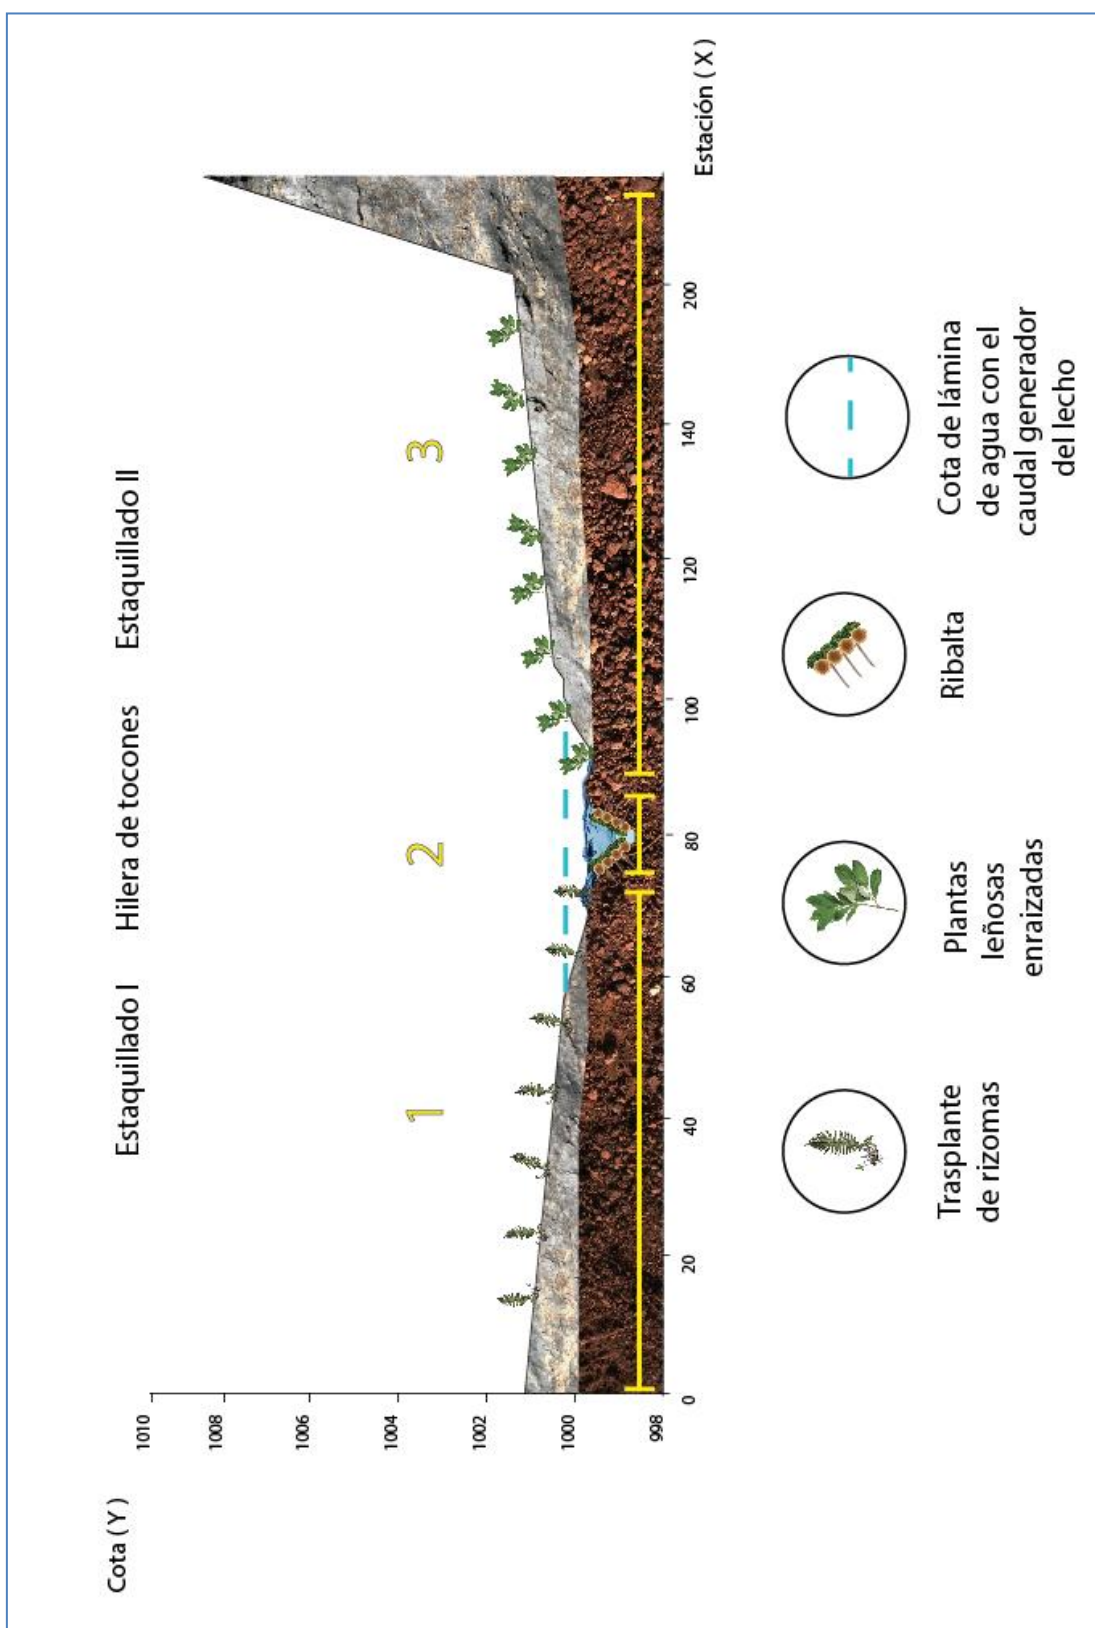 Estaquillado I
Hilera de tocones
Estaquillado II
1
2
3
Cota ( Y )
1010
1008
1006
1004
1002
1000
998
0
20
40
60
80
100
120
140
200
Estación ( X )
Trasplante
de rizomas
Plantas
leñosas
enraizadas
Ribalta
Cota de lámina
de agua con el
caudal generador
del lecho